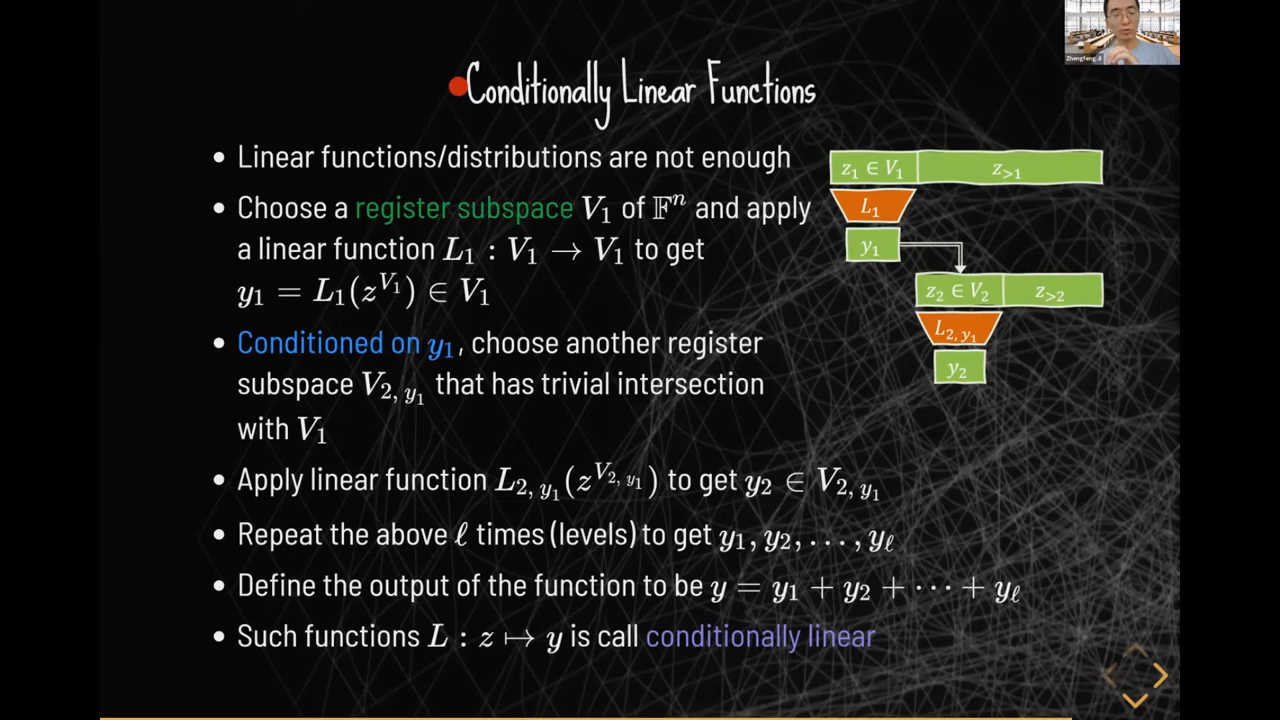 Zhengfeng Ji
Conditionally Linear Functions
• Linear functions/distributions are not enough
• Choose a register subspace V₁ of 𝔽ⁿ and apply
a linear function L₁ : V₁ → V₁ to get
y₁ = L₁(z^{V₁}) ∈ V₁
• Conditioned on y₁, choose another register
subspace V_{2, y₁} that has trivial intersection
with V₁
• Apply linear function L_{2, y₁}(z^{V_{2, y₁}}) to get y₂ ∈ V_{2, y₁}
• Repeat the above ℓ times (levels) to get y₁, y₂, . . . , y_ℓ
• Define the output of the function to be y = y₁ + y₂ + ⋯ + y_ℓ
• Such functions L : z ↦ y is call conditionally linear
z₁ ∈ V₁ z_{>1}
L₁
y₁
z₂ ∈ V₂ z_{>2}
L_{2, y₁}
y₂